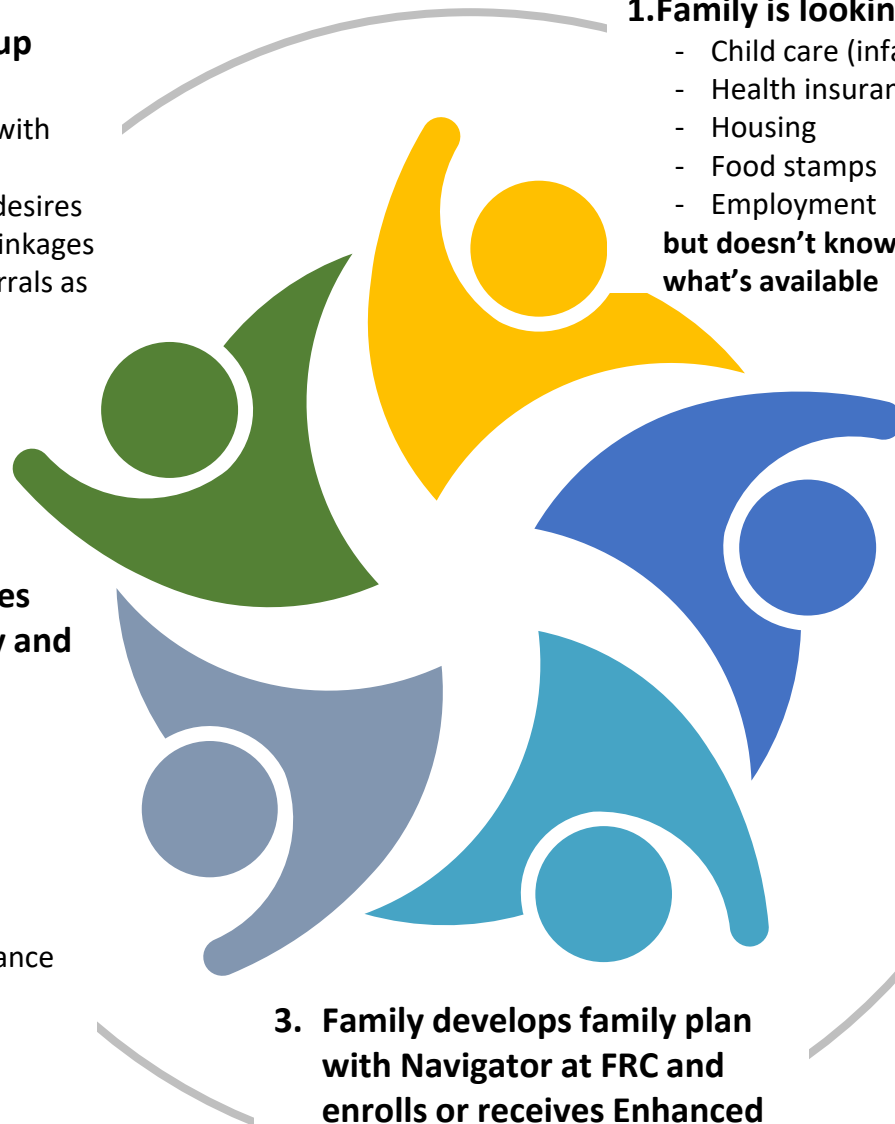 1.Family is lookin
- Child care (infa
- Health insuran
- Housing
- Food stamps
- Employment
but doesn’t know
what’s available
3. Family develops family plan
with Navigator at FRC and
enrolls or receives Enhanced
es
y and
ance
up
with
desires
inkages
rrals as